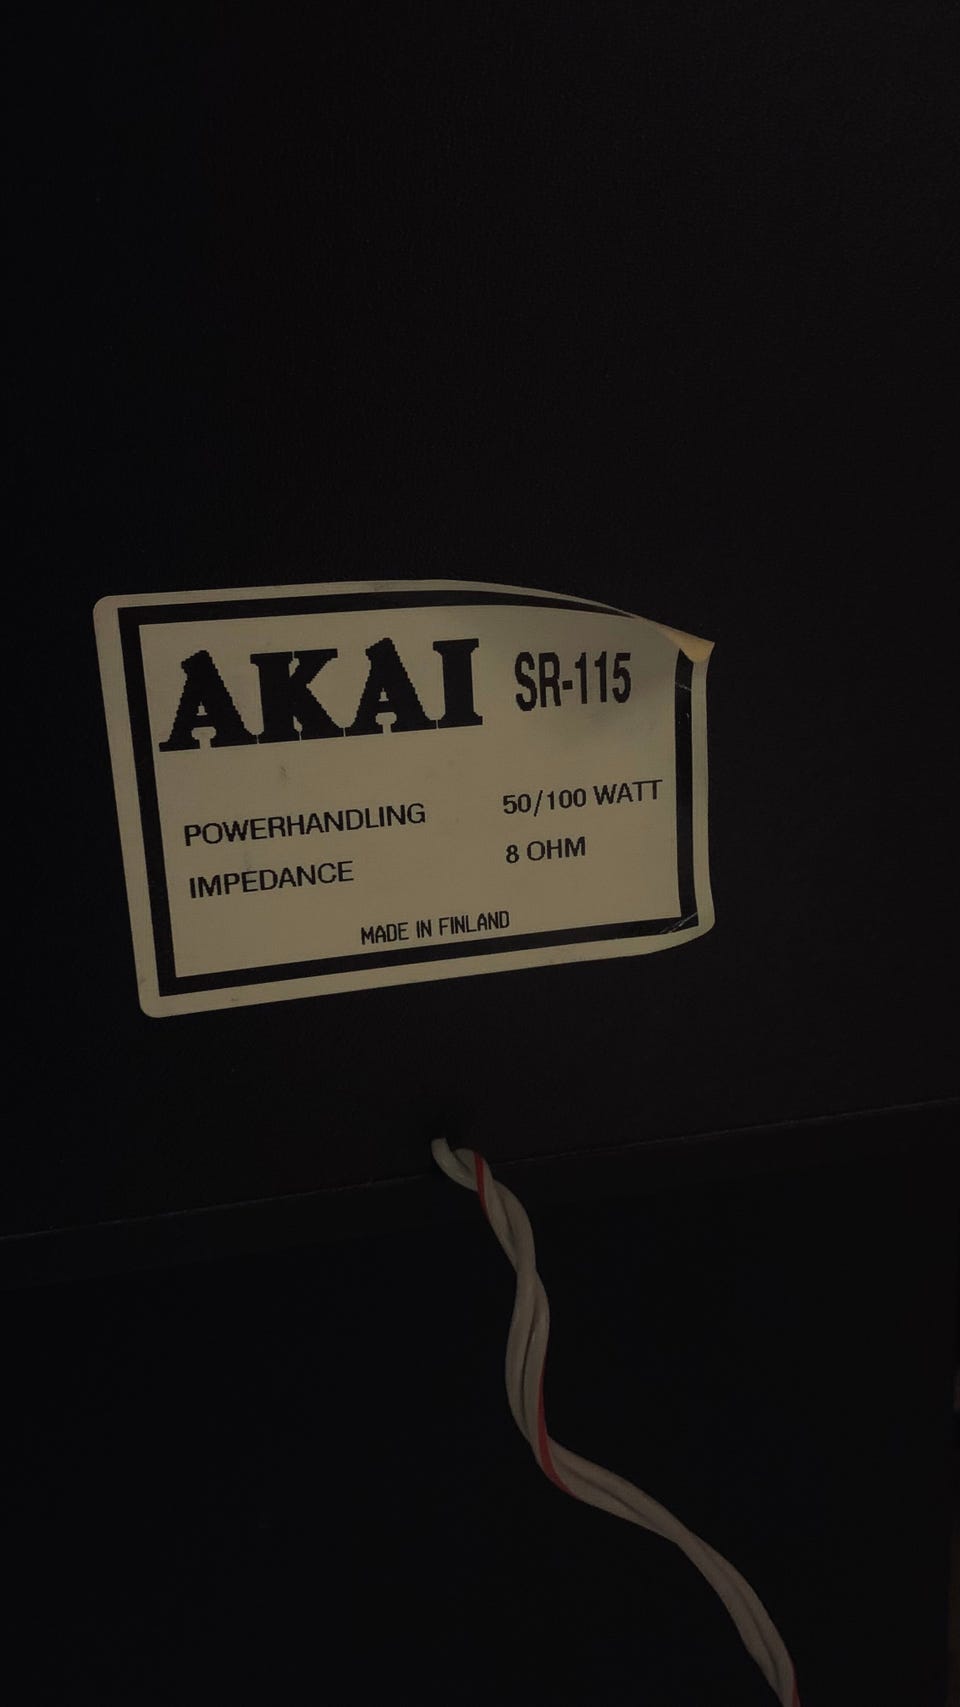 AKAI SR-115
POWERHANDLING 50/100 WATT
IMPEDANCE 8 OHM
MADE IN FINLAND